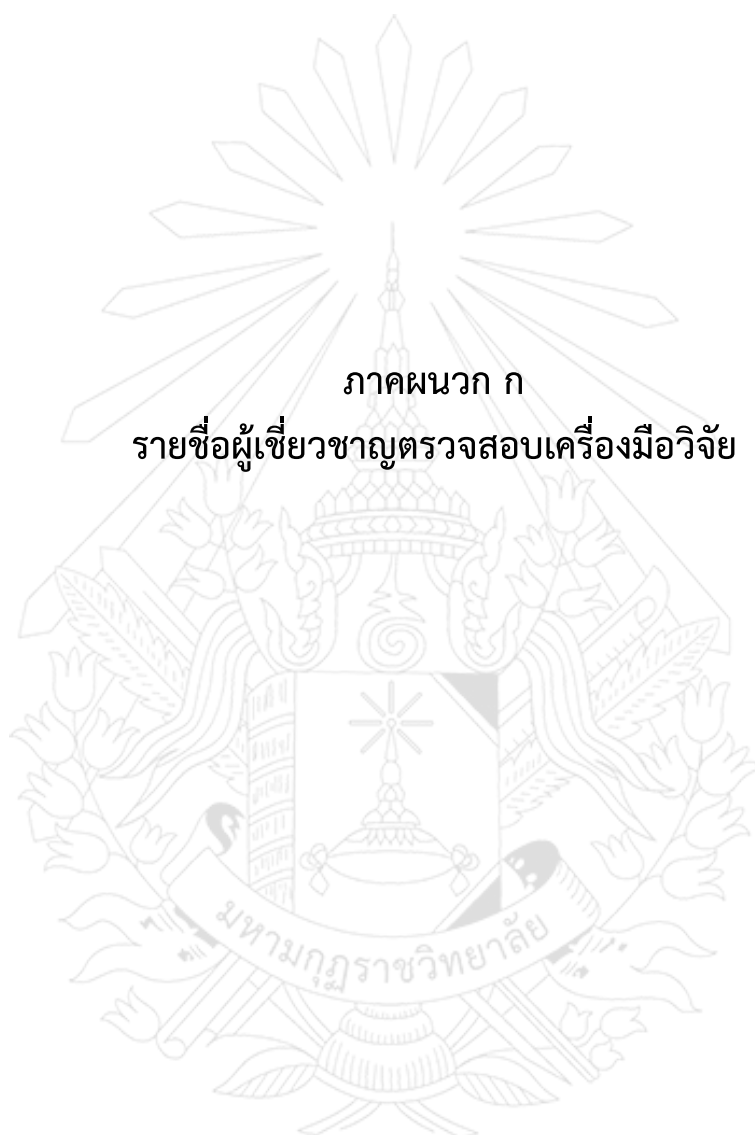 ภาคผนวก ก
รายชื่อผู้เชี่ยวชาญตรวจสอบเครื่องมือวิจัย
มหามกุฏราชวิทยาลัย